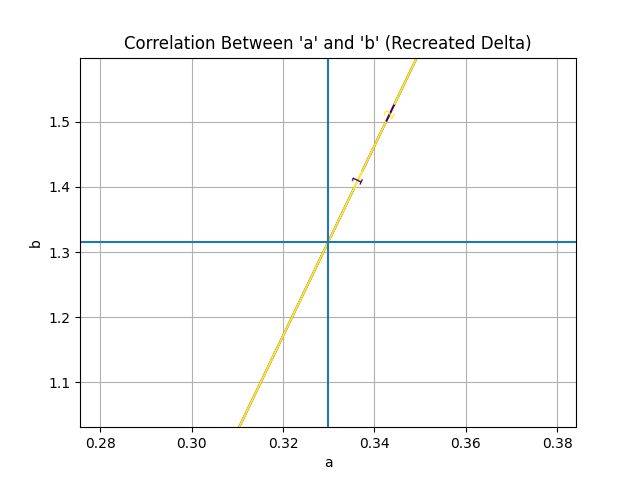 Correlation Between 'a' and 'b' (Recreated Delta)
1.5
1.4
1.3
1.2
1.1
b
2
1
0.28 0.30 0.32 0.34 0.36 0.38
a